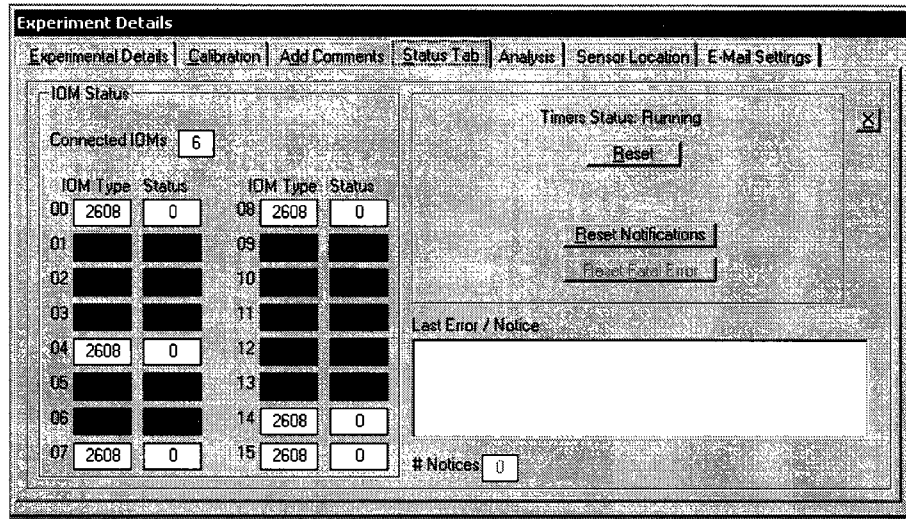 Experiment Details
Experimental Details Calibration Add Comments Status Tab Analysis Sensor Location E-Mail Settings
IOM Status
Connected IOMs 6
IOM Type Status IOM Type Status
00 2608 0 08 2608 0
01 09
02 10
03 11
04 2608 0 12
05 13
06 14 2608 0
07 2608 0 15 2608 0
Timers Status: Running
X
Reset
Reset Notifications
Reset Fatal Error
Last Error / Notice
# Notices 0